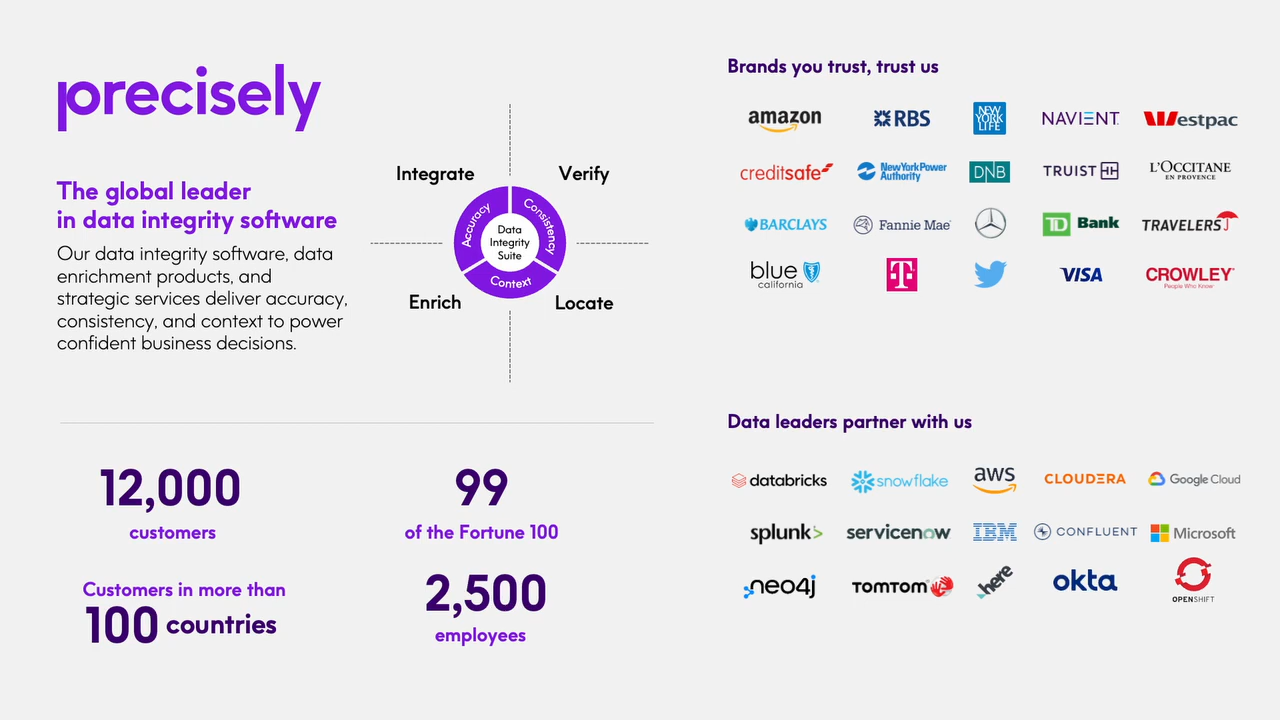 precisely
The global leader
in data integrity software
Our data integrity software, data
enrichment products, and
strategic services deliver accuracy,
consistency, and context to power
confident business decisions.
Integrate
Verify
Accuracy
Consistency
Context
Data
Integrity
Suite
Enrich
Locate
12,000
customers
99
of the Fortune 100
Customers in more than
100 countries
2,500
employees
Brands you trust, trust us
amazon
RBS
NEW
YORK
LIFE
NAVIENT
Westpac
creditsafe
NewYorkPower
Authority
DNB
TRUIST
L'OCCITANE
EN PROVENCE
BARCLAYS
Fannie Mae
TD Bank
TRAVELERS
blue
california
T
VISA
CROWLEY
People Who Know
Data leaders partner with us
databricks
snowflake
aws
CLOUDERA
Google Cloud
splunk>
servicenow
IBM
CONFLUENT
Microsoft
neo4j
TOMTOM
here
okta
OPENSHIFT